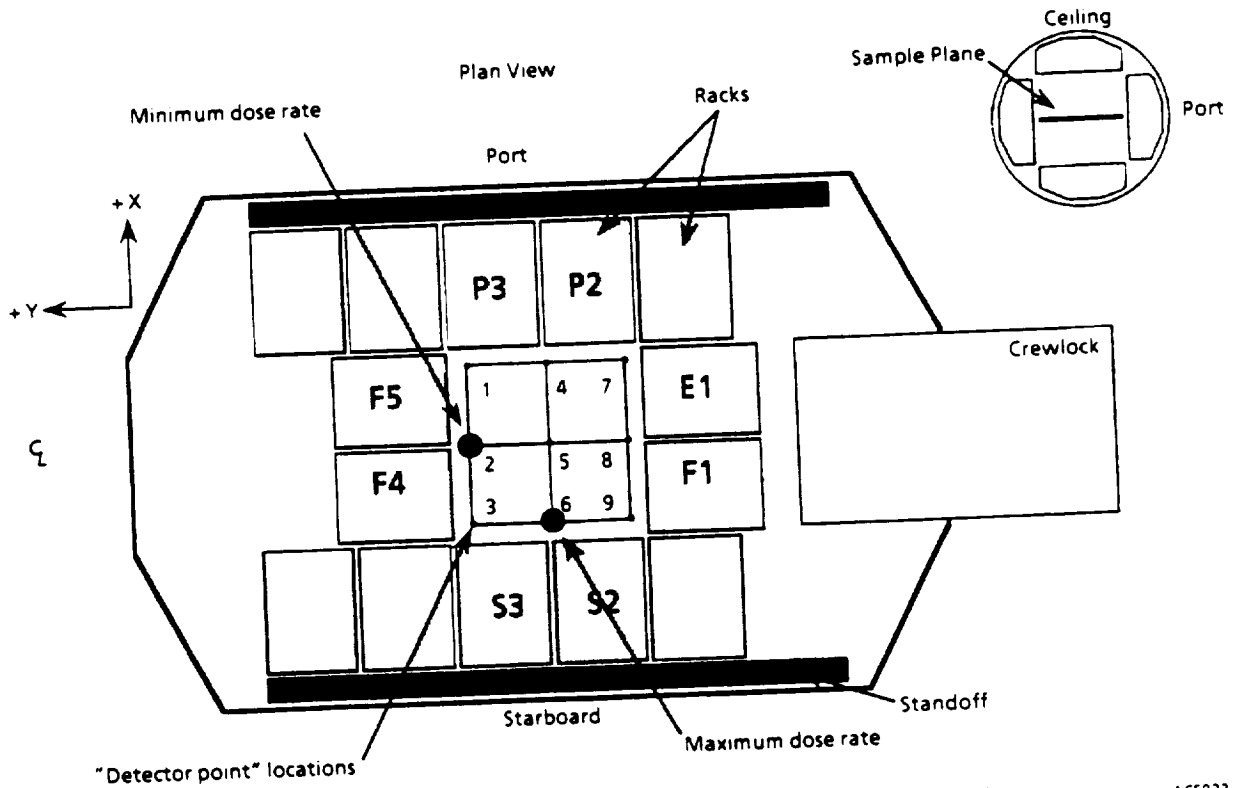 Ceiling
Sample Plane
Plan View
Racks
Minimum dose rate
Port
Port
+ X
P3
P2
+ Y
Crewlock
1
4
7
F5
E1
℄
2
5
8
F4
F1
3
6
9
S3
S2
Standoff
Starboard
Maximum dose rate
"Detector point" locations